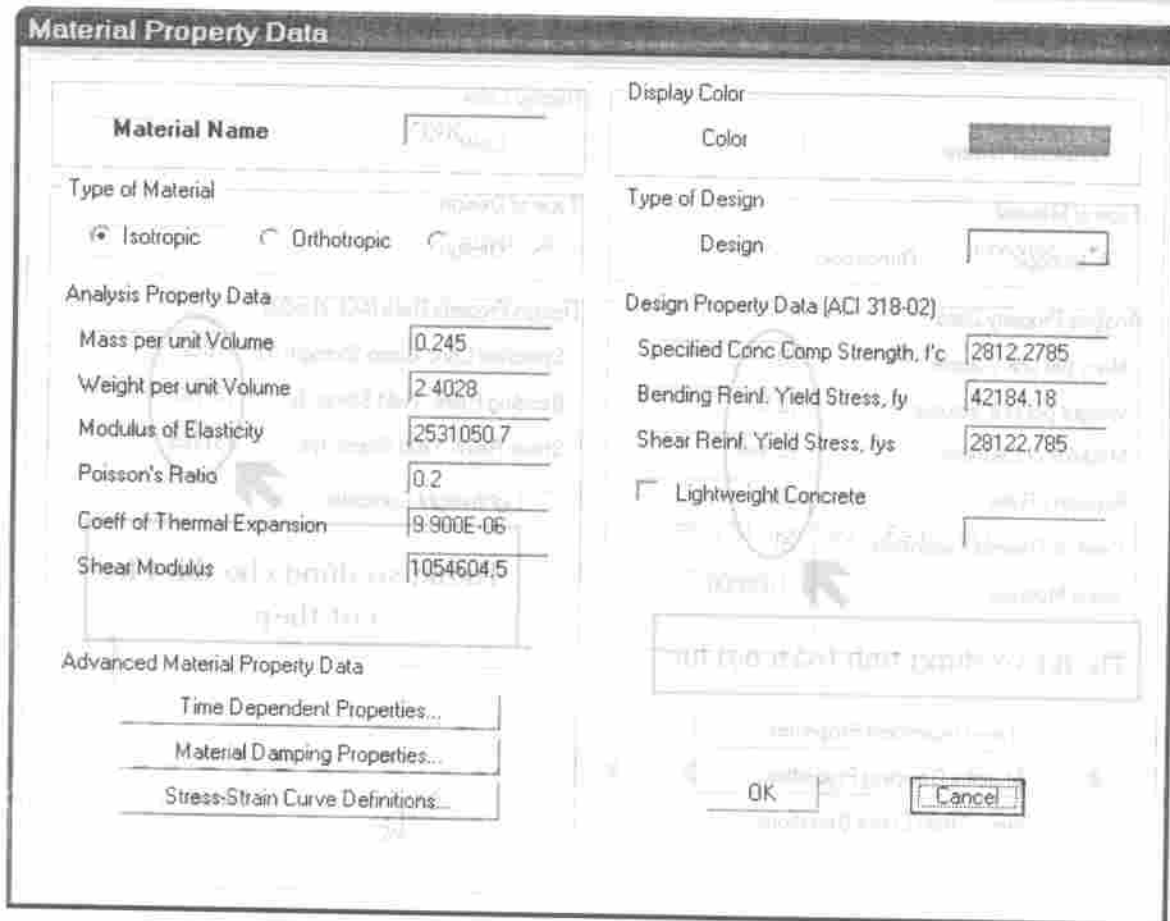 Material Property Data
Material Name
Display Color
Color
Type of Material
Isotropic Orthotropic
Type of Design
Design
Analysis Property Data
Mass per unit Volume 0.245
Weight per unit Volume 2.4028
Modulus of Elasticity 2531050.7
Poisson's Ratio 0.2
Coeff of Thermal Expansion 9.900E-06
Shear Modulus 1054604.5
Design Property Data (ACI 318-02)
Specified Conc Comp Strength, f'c 2812.2785
Bending Reinf. Yield Stress, fy 42184.18
Shear Reinf. Yield Stress, fys 28122.785
Lightweight Concrete
Advanced Material Property Data
Time Dependent Properties...
Material Damping Properties...
Stress-Strain Curve Definitions...
OK Cancel